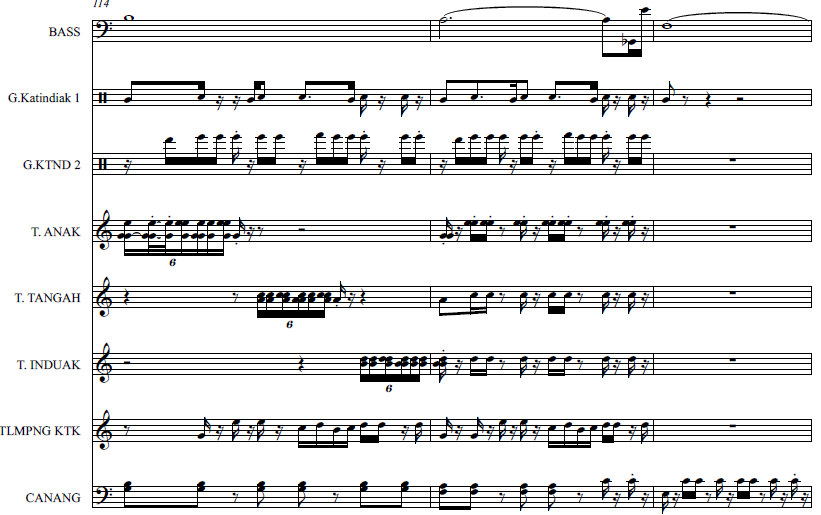 114
BASS
G.Katindiak 1
G.KTND 2
T. ANAK
6
T. TANGAH
6
T. INDUAK
6
TLMPNG KTK
CANANG